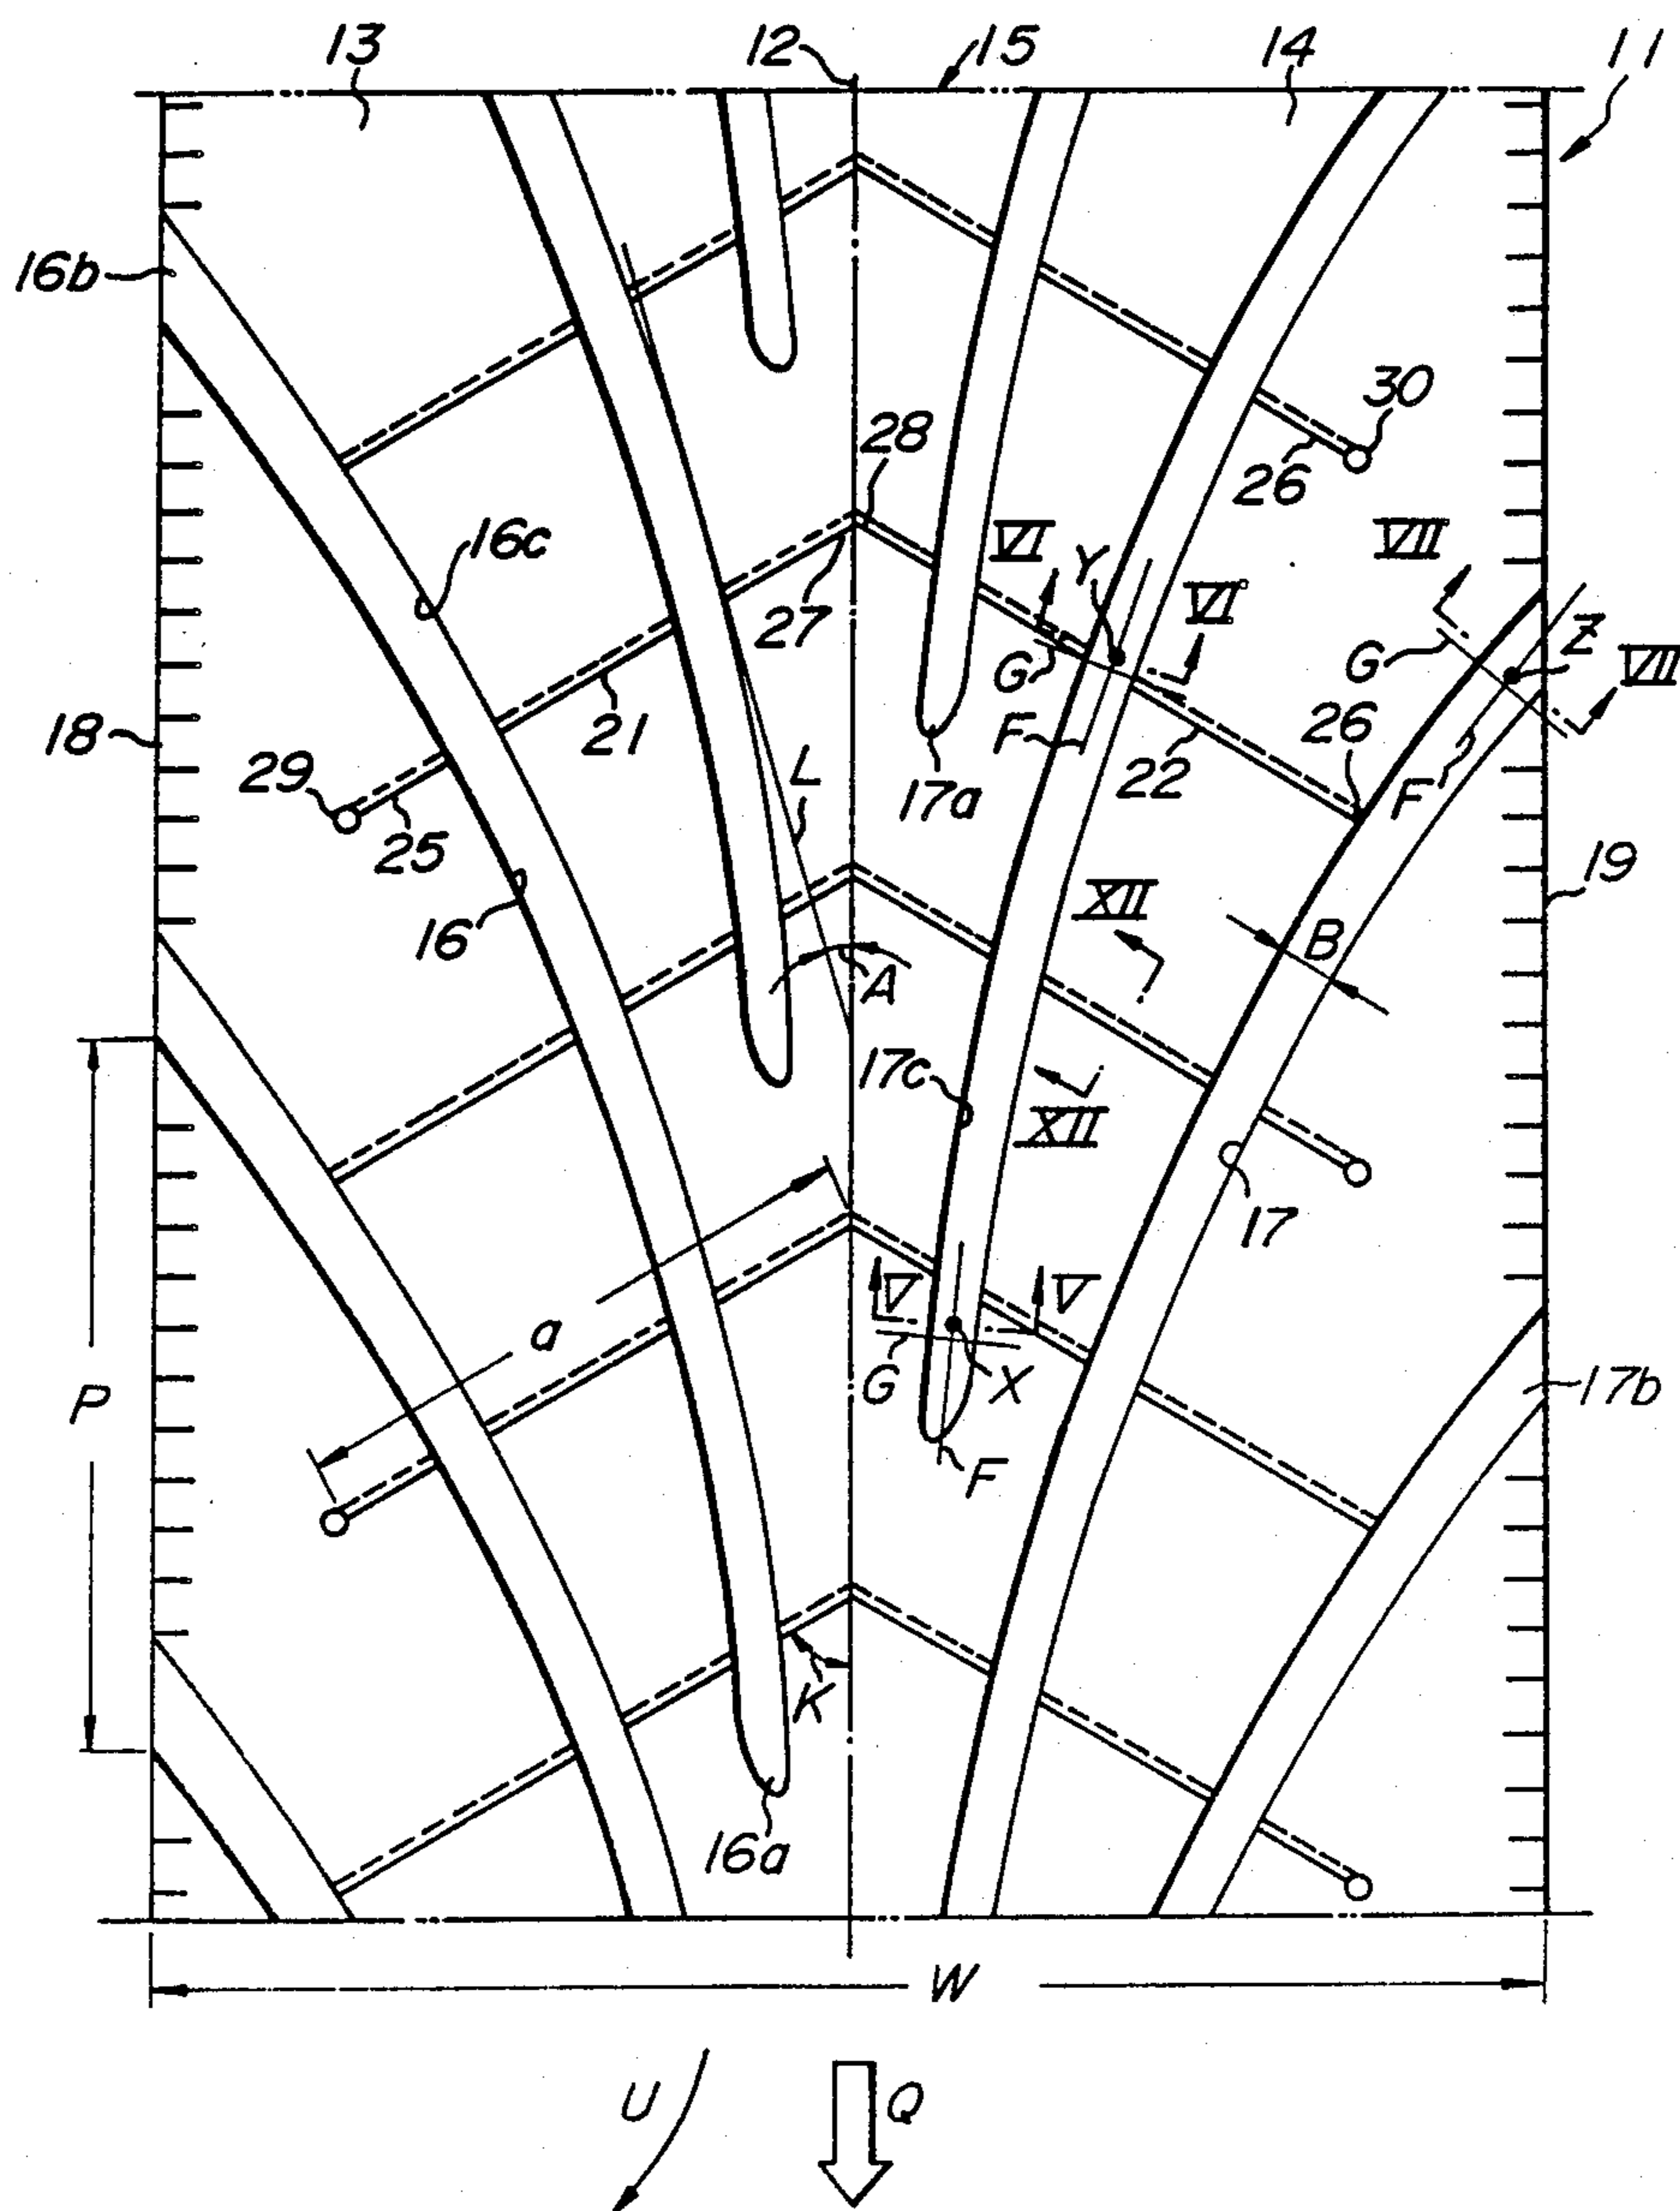 13
12
15
14
11
16b
30
28
26
16c
VI
Y
VII
VI
27
G
G
Z
VII
18
21
F
26
29
L
17a
22
F
25
19
XII
16
B
A
17c
XII
17
a
V
V
P
G
X
17b
F
K
16a
W
U
Q